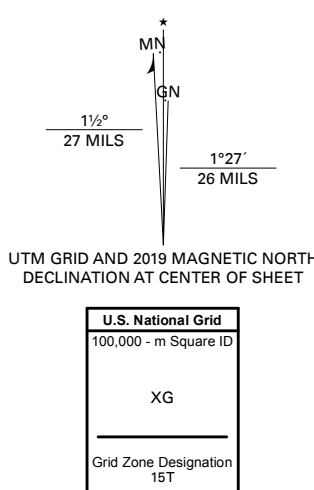 ★
MN
GN
1½°
27 MILS
1°27´
26 MILS
UTM GRID AND 2019 MAGNETIC NORTH
DECLINATION AT CENTER OF SHEET
U.S. National Grid
100,000 - m Square ID
XG
Grid Zone Designation
15T